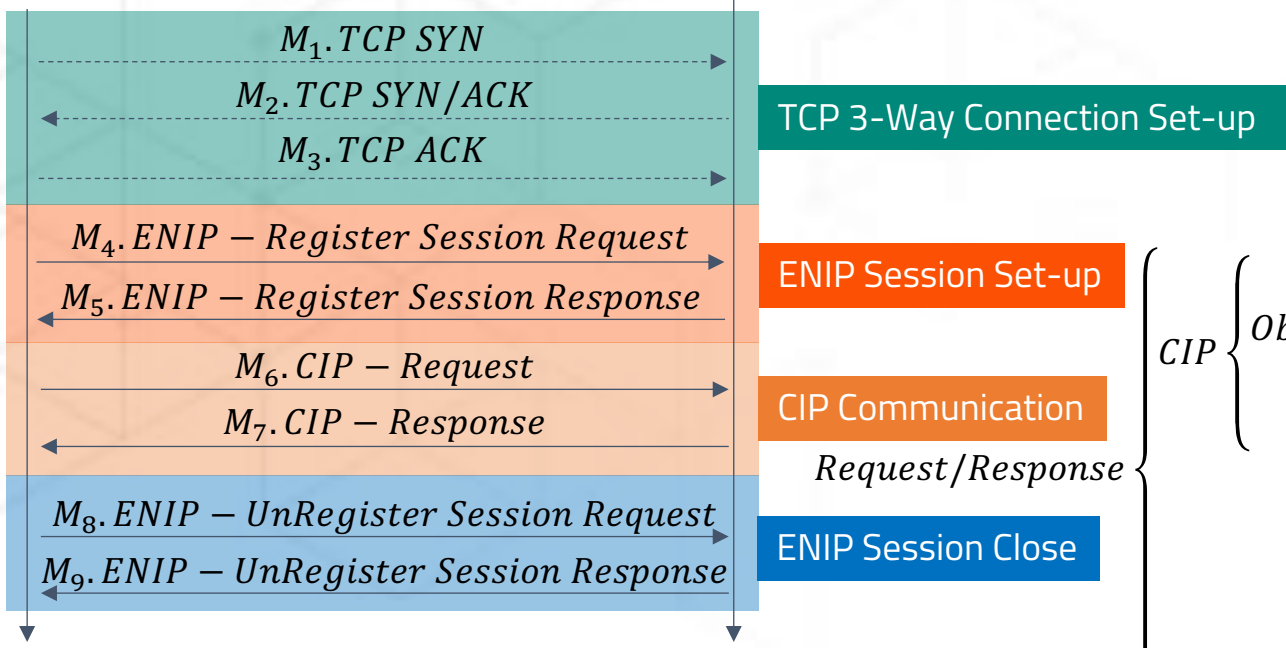 M₁. TCP SYN
M₂. TCP SYN/ACK
M₃. TCP ACK
TCP 3-Way Connection Set-up
M₄. ENIP − Register Session Request
M₅. ENIP − Register Session Response
ENIP Session Set-up
M₆. CIP − Request
M₇. CIP − Response
CIP Communication
M₈. ENIP − UnRegister Session Request
M₉. ENIP − UnRegister Session Response
ENIP Session Close
Request/Response
CIP